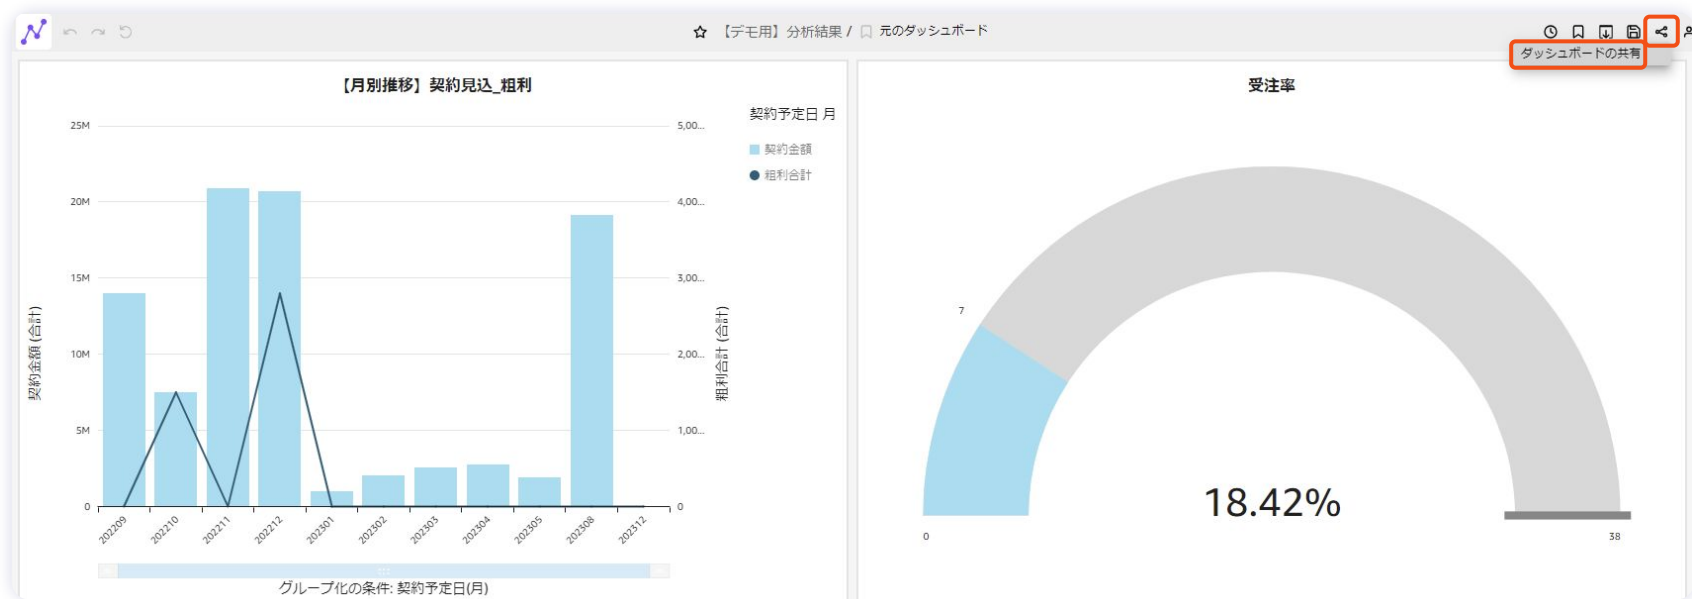 【デモ用】分析結果 / 元のダッシュボード
ダッシュボードの共有
【月別推移】契約見込_粗利
契約予定日 月
契約金額
粗利合計
25M
20M
15M
10M
5M
0
契約金額 (合計)
5,00...
4,00...
3,00...
2,00...
1,00...
0
粗利合計 (合計)
202209
202210
202211
202212
202301
202302
202303
202304
202305
202308
202312
グループ化の条件: 契約予定日(月)
受注率
7
18.42%
0
38